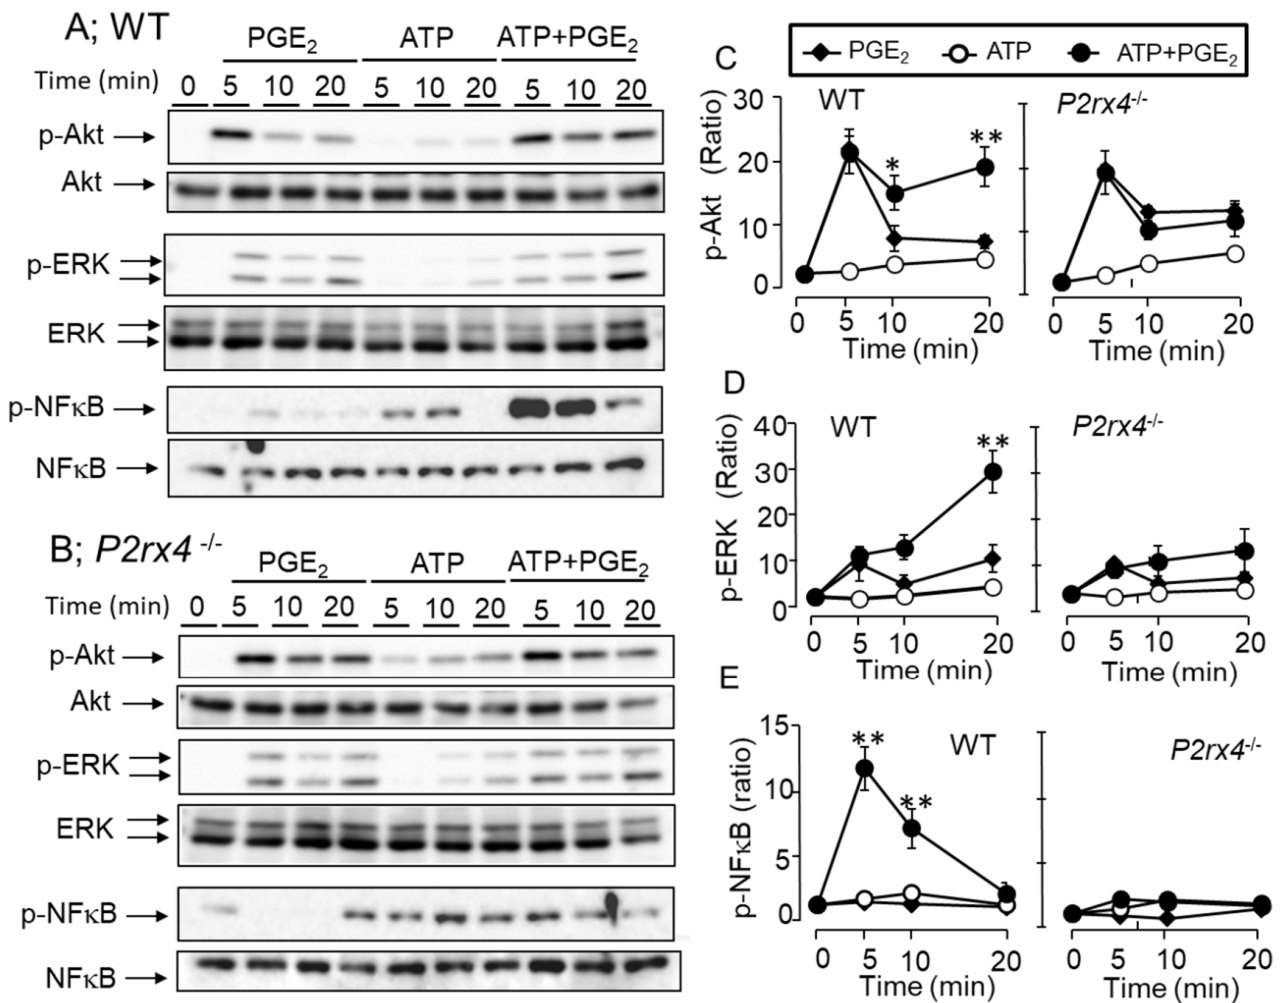 A; WT
PGE2 ATP ATP+PGE2
Time (min) 0 5 10 20 5 10 20 5 10 20
p-Akt
Akt
p-ERK
ERK
p-NFκB
NFκB
B; P2rx4 -/-
PGE2 ATP ATP+PGE2
Time (min) 0 5 10 20 5 10 20 5 10 20
p-Akt
Akt
p-ERK
ERK
p-NFκB
NFκB
PGE2 ATP ATP+PGE2
C
WT P2rx4-/-
p-Akt (Ratio)
30
20
10
0
*
**
0 5 10 20 0 5 10 20
Time (min) Time (min)
D
WT P2rx4-/-
p-ERK (Ratio)
40
30
20
10
0
**
0 5 10 20 0 5 10 20
Time (min) Time (min)
E
WT P2rx4-/-
p-NFκB (ratio)
15
10
5
0
**
**
0 5 10 20 0 5 10 20
Time (min) Time (min)